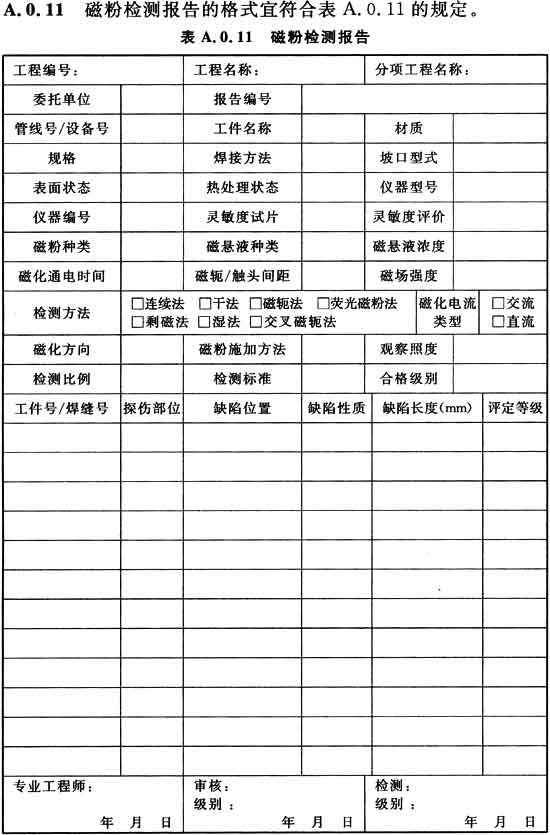 A.0.11 磁粉检测报告的格式宜符合表 A.0.11 的规定。
表 A.0.11 磁粉检测报告
工程编号： 工程名称： 分项工程名称：
委托单位 报告编号
管线号/设备号 工件名称 材质
规格 焊接方法 坡口型式
表面状态 热处理状态 仪器型号
仪器编号 灵敏度试片 灵敏度评价
磁粉种类 磁悬液种类 磁悬液浓度
磁化通电时间 磁轭/触头间距 磁场强度
检测方法 □连续法 □干法 □磁轭法 □荧光磁粉法 磁化电流 □交流
□剩磁法 □湿法 □交叉磁轭法 类型 □直流
磁化方向 磁粉施加方法 观察照度
检测比例 检测标准 合格级别
工件号/焊缝号 探伤部位 缺陷位置 缺陷性质 缺陷长度(mm) 评定等级
专业工程师： 审核： 检测：
级别： 级别：
年 月 日 年 月 日 年 月 日